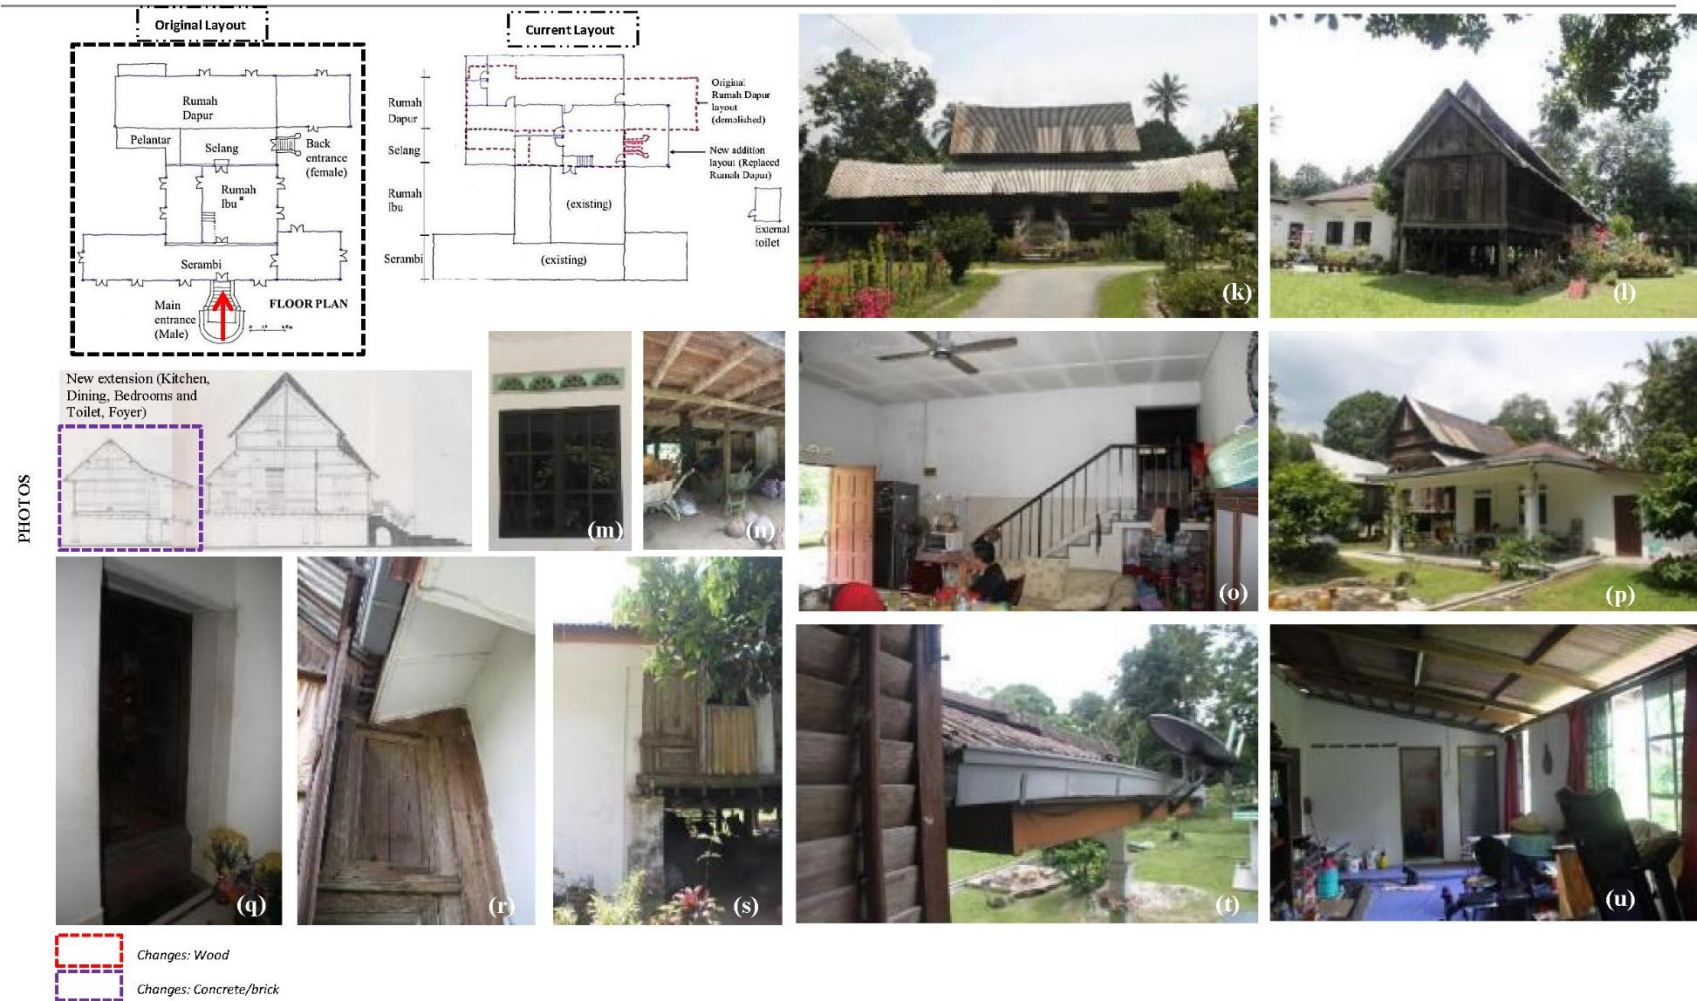 Original Layout
Current Layout
Rumah
Dapur
Pelantar
Selang
Back
entrance
(female)
Rumah
Ibu
Serambi
Main
entrance
(Male)
FLOOR PLAN
Rumah
Dapur
Selang
Rumah
Ibu
Serambi
(existing)
(existing)
Original
Rumah Dapur
layout
(demalished)
New addition
layout (Replaced
Rumah Dapur)
External
toilet
(k)
(l)
New extension (Kitchen,
Dining, Bedrooms and
Toilet, Foyer)
PHOTOS
(m)
(n)
(o)
(p)
(q)
(r)
(s)
(t)
(u)
Changes: Wood
Changes: Concrete/brick